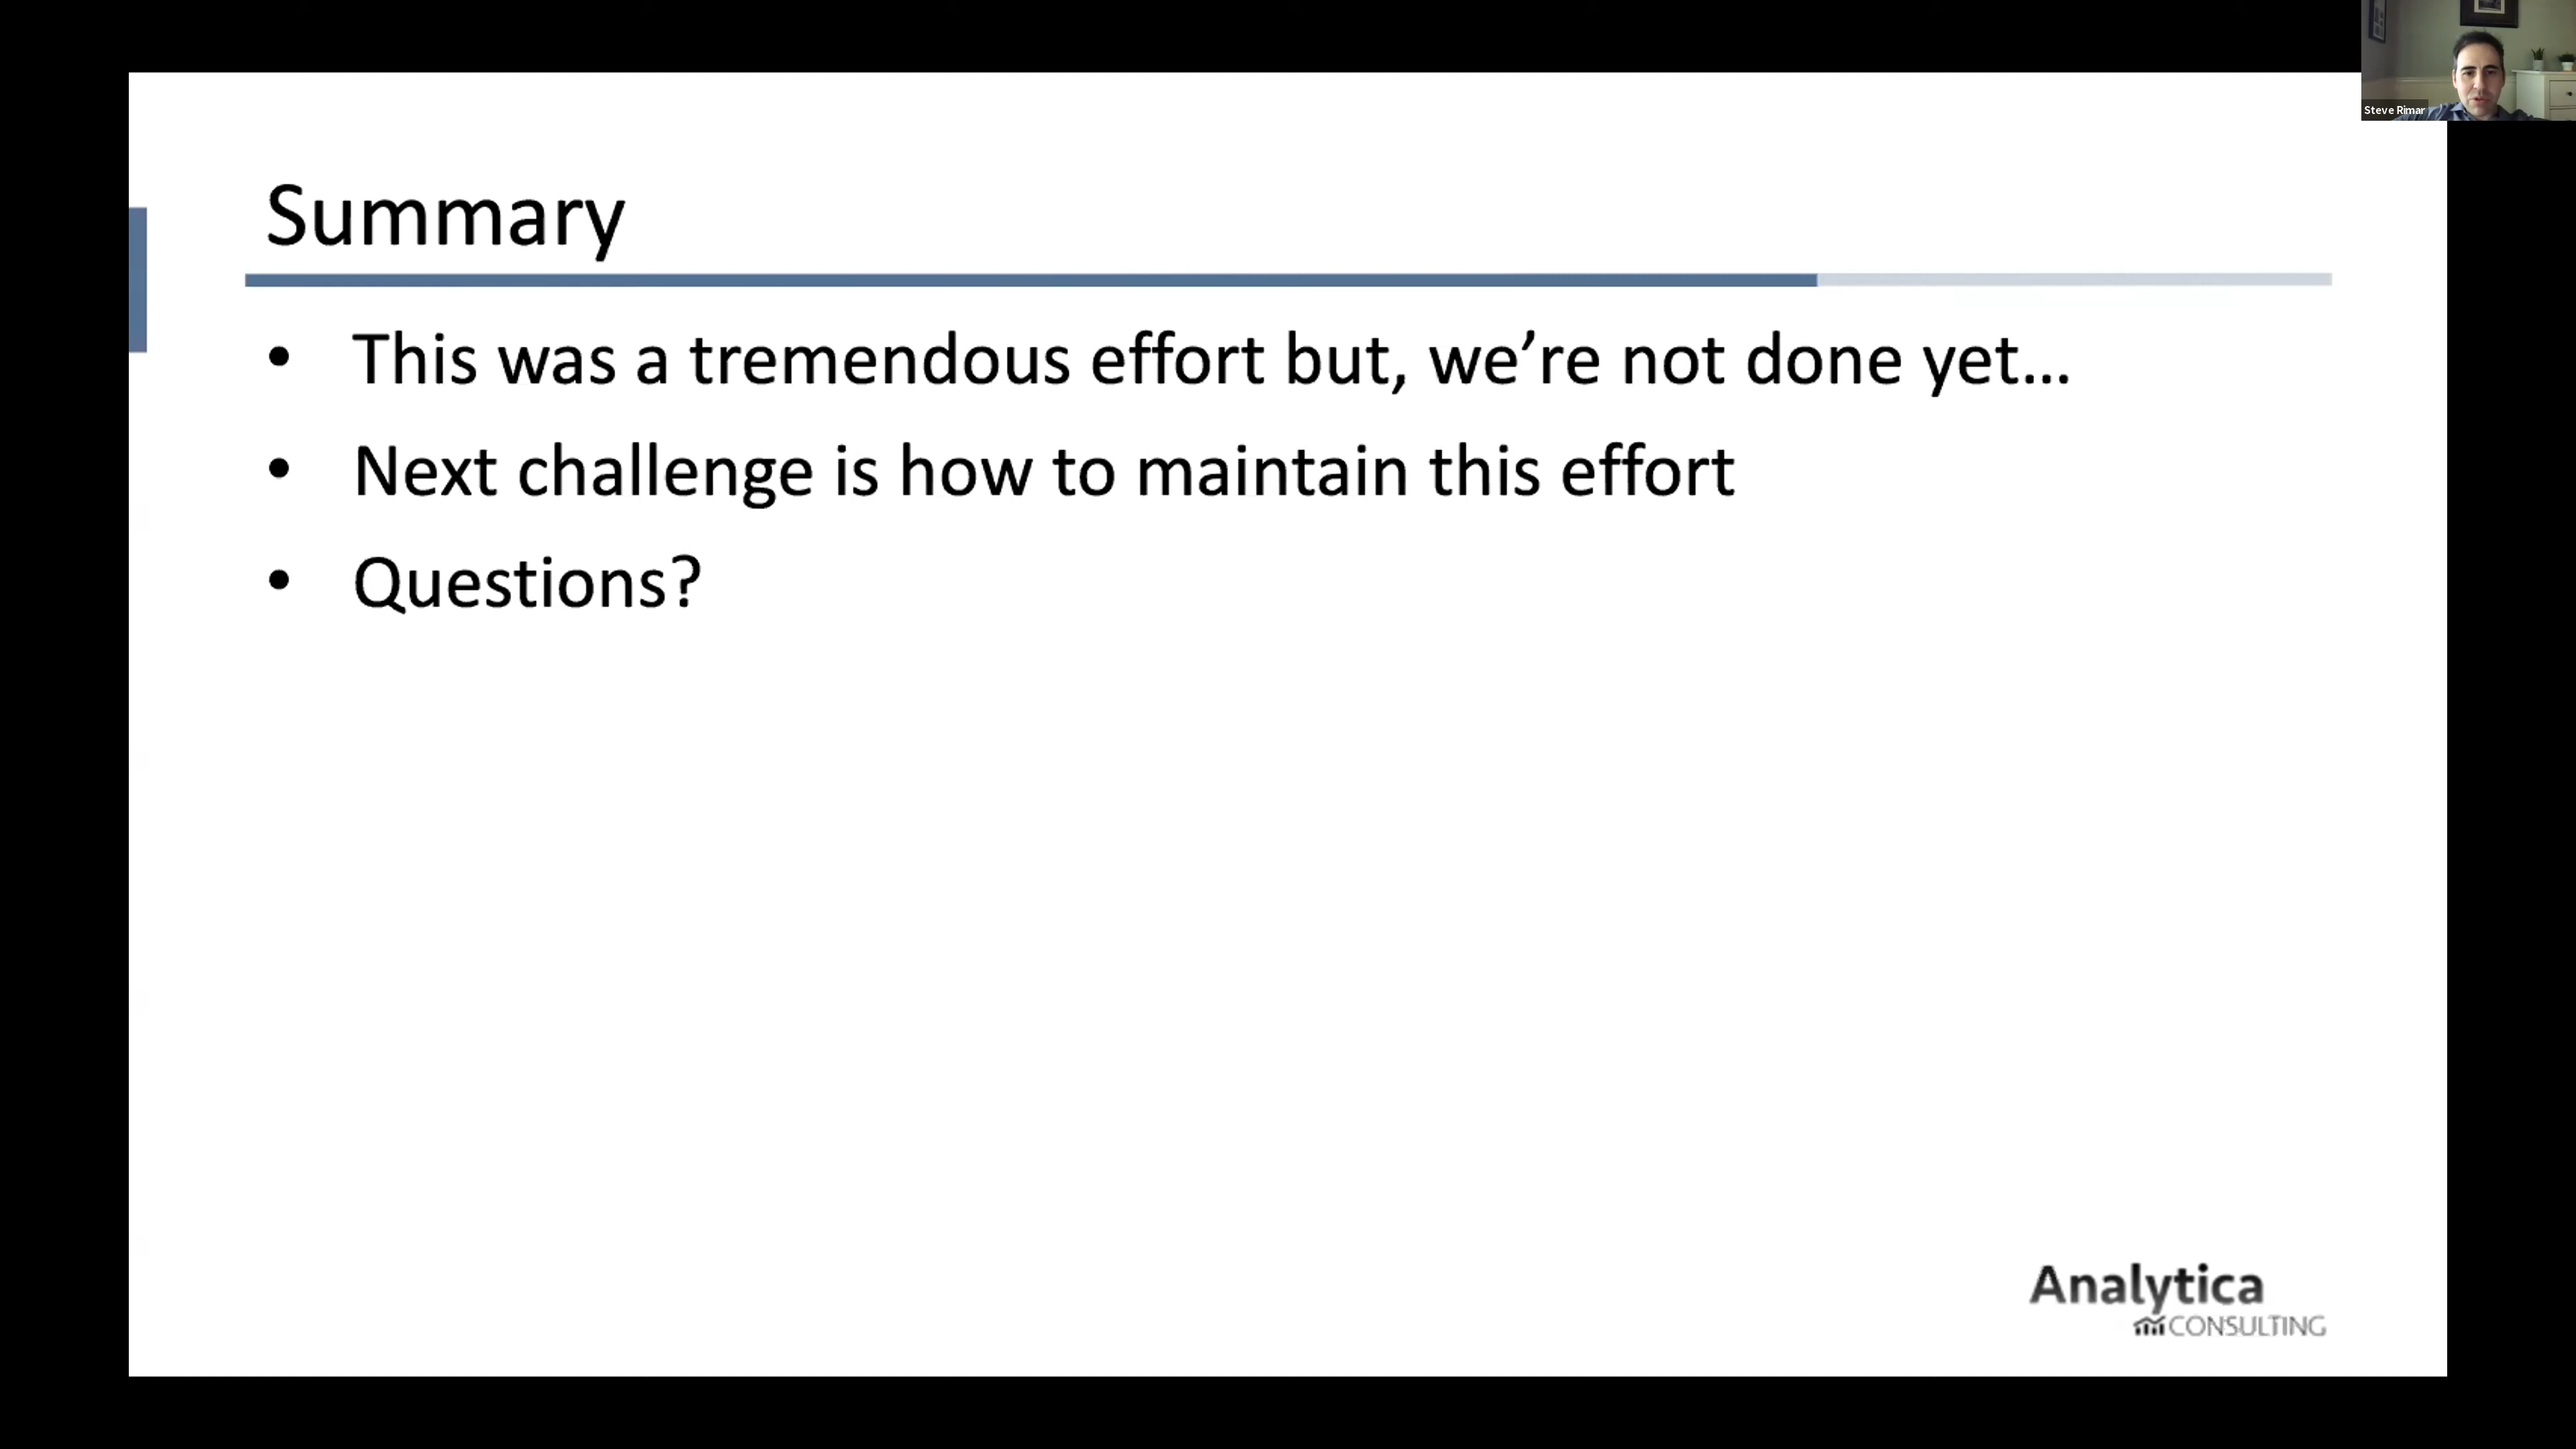 Steve Rimar
Summary
• This was a tremendous effort but, we’re not done yet…
• Next challenge is how to maintain this effort
• Questions?
Analytica
CONSULTING